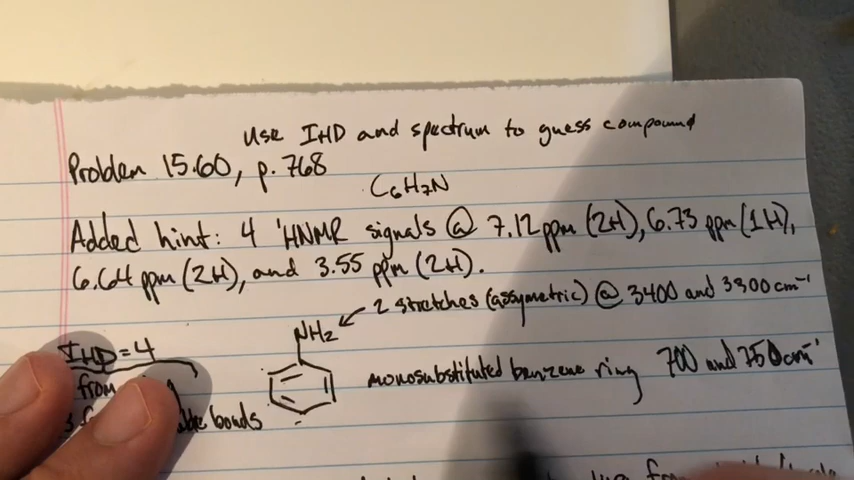 Use IHD and spectrum to guess compound
Problem 15.60, p. 768
C6H7N
Added hint: 4 'HNMR signals @ 7.12 ppm (2H), 6.73 ppm (1H),
6.64 ppm (2H), and 3.55 ppm (2H).
NH2 2 stretches (assymetric) @ 3400 and 3300 cm-1
IHD = 4
monosubstituted benzene ring 700 and 750 cm-1
from
bonds